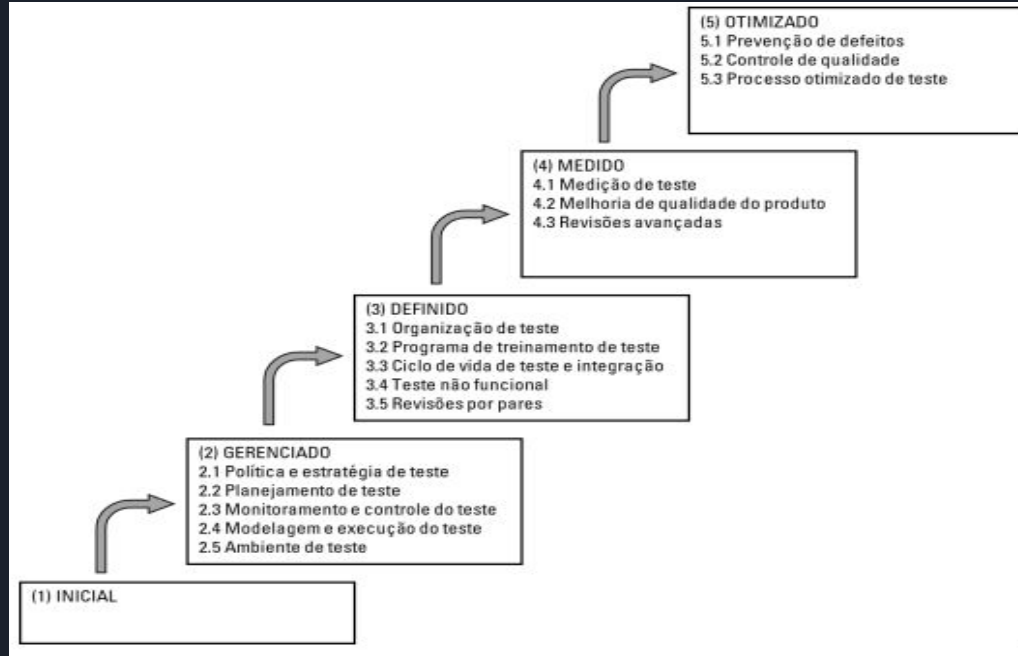 (5) OTIMIZADO
5.1 Prevenção de defeitos
5.2 Controle de qualidade
5.3 Processo otimizado de teste
(4) MEDIDO
4.1 Medição de teste
4.2 Melhoria de qualidade do produto
4.3 Revisões avançadas
(3) DEFINIDO
3.1 Organização de teste
3.2 Programa de treinamento de teste
3.3 Ciclo de vida de teste e integração
3.4 Teste não funcional
3.5 Revisões por pares
(2) GERENCIADO
2.1 Política e estratégia de teste
2.2 Planejamento de teste
2.3 Monitoramento e controle do teste
2.4 Modelagem e execução do teste
2.5 Ambiente de teste
(1) INICIAL